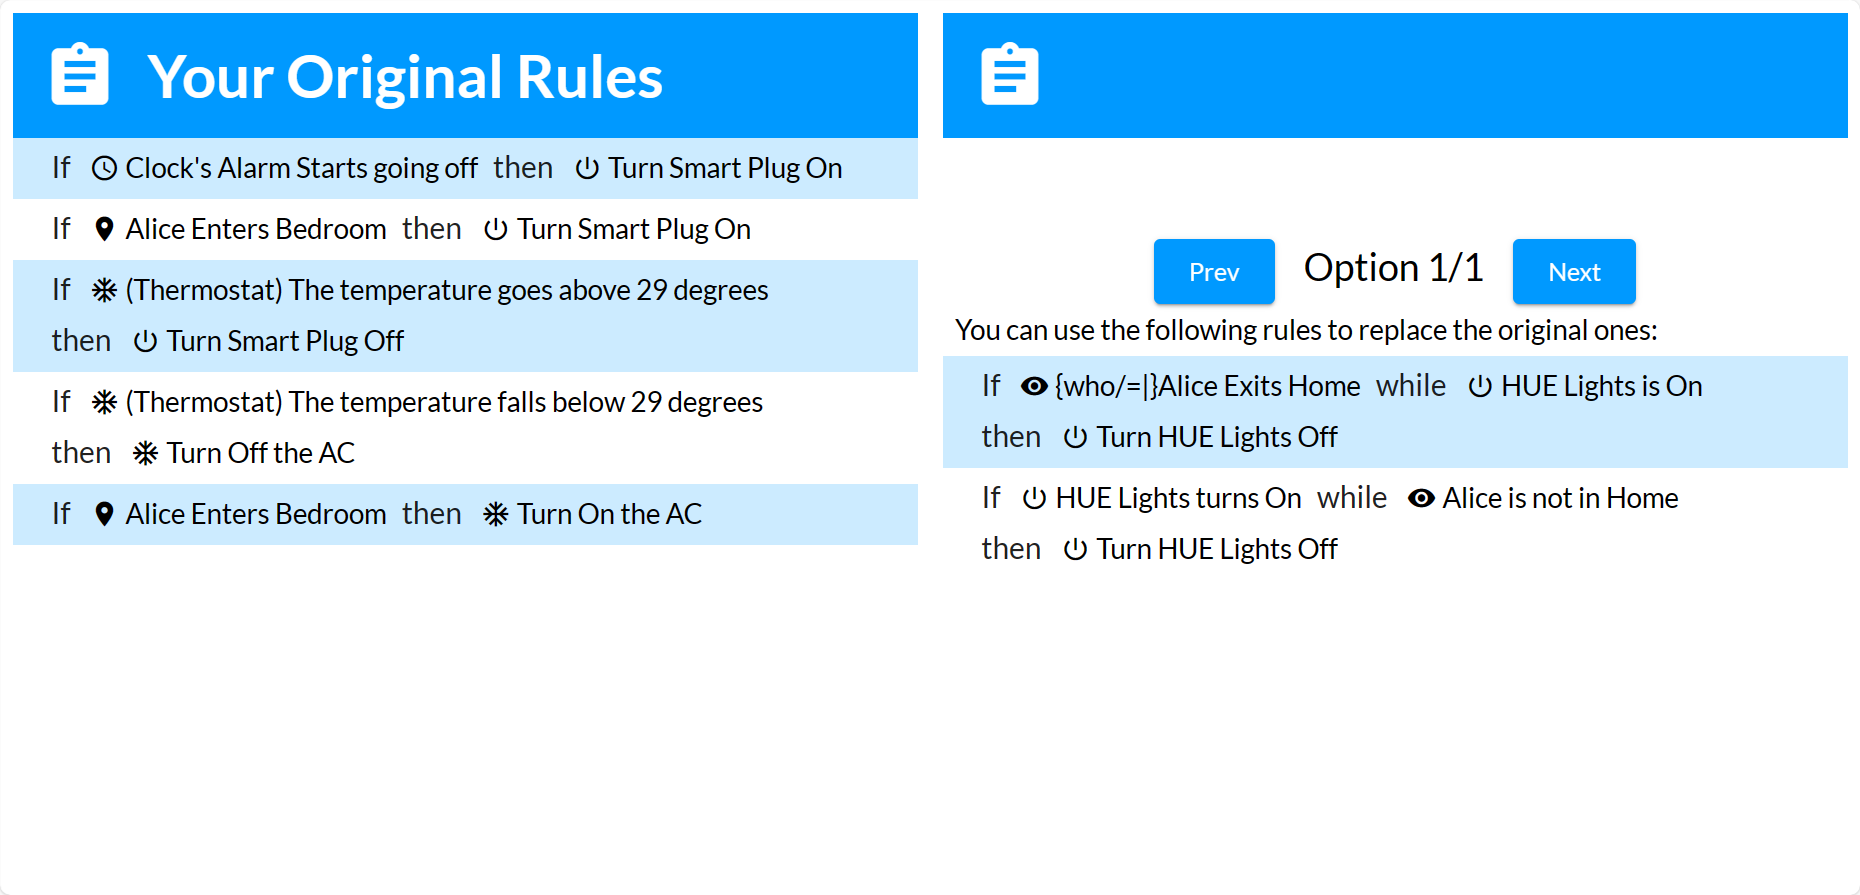 Your Original Rules
If Clock's Alarm Starts going off then Turn Smart Plug On
If Alice Enters Bedroom then Turn Smart Plug On
If (Thermostat) The temperature goes above 29 degrees
then Turn Smart Plug Off
If (Thermostat) The temperature falls below 29 degrees
then Turn Off the AC
If Alice Enters Bedroom then Turn On the AC
Prev Option 1/1 Next
You can use the following rules to replace the original ones:
If {who/=|}Alice Exits Home while HUE Lights is On
then Turn HUE Lights Off
If HUE Lights turns On while Alice is not in Home
then Turn HUE Lights Off